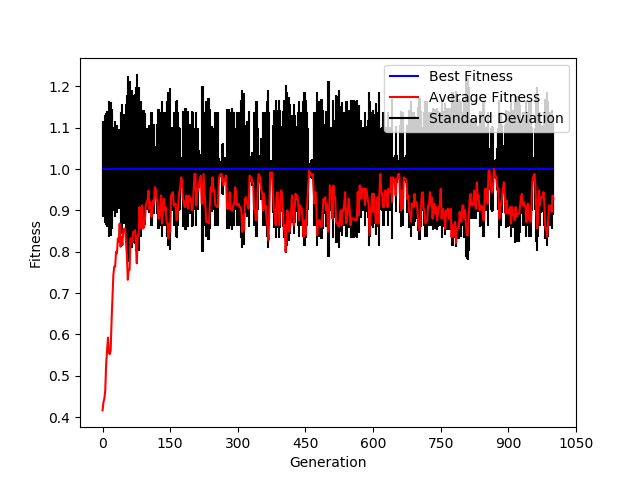 Best Fitness
Average Fitness
Standard Deviation
1.2
1.1
1.0
0.9
0.8
0.7
0.6
0.5
0.4
Fitness
0 150 300 450 600 750 900 1050
Generation